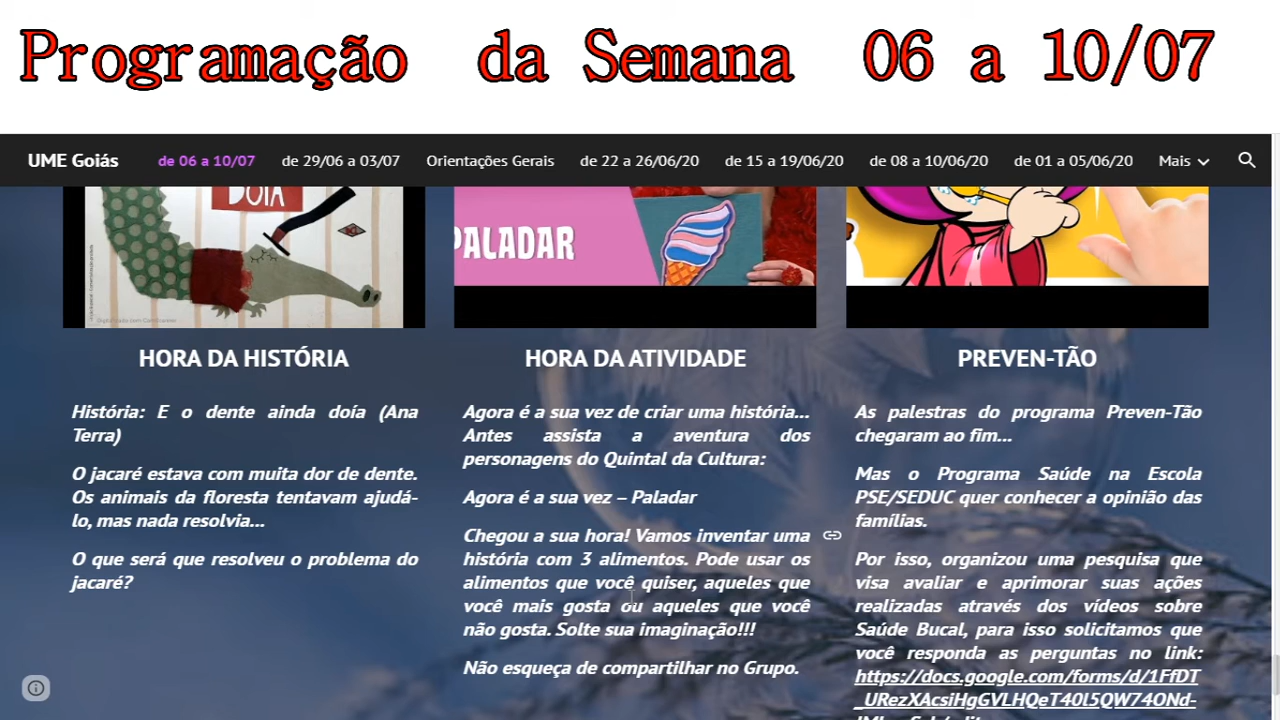 Programação da Semana 06 a 10/07
UME Goiás de 06 a 10/07 de 29/06 a 03/07 Orientações Gerais de 22 a 26/06/20 de 15 a 19/06/20 de 08 a 10/06/20 de 01 a 05/06/20 Mais
DOÍA
PALADAR
HORA DA HISTÓRIA
História: E o dente ainda doía (Ana
Terra)
O jacaré estava com muita dor de dente.
Os animais da floresta tentavam ajudá-
lo, mas nada resolvia...
O que será que resolveu o problema do
jacaré?
HORA DA ATIVIDADE
Agora é a sua vez de criar uma história...
Antes assista a aventura dos
personagens do Quintal da Cultura:
Agora é a sua vez – Paladar
Chegou a sua hora! Vamos inventar uma
história com 3 alimentos. Pode usar os
alimentos que você quiser, aqueles que
você mais gosta ou aqueles que você
não gosta. Solte sua imaginação!!!
Não esqueça de compartilhar no Grupo.
PREVEN-TÃO
As palestras do programa Preven-Tão
chegaram ao fim...
Mas o Programa Saúde na Escola
PSE/SEDUC quer conhecer a opinião das
famílias.
Por isso, organizou uma pesquisa que
visa avaliar e aprimorar suas ações
realizadas através dos vídeos sobre
Saúde Bucal, para isso solicitamos que
você responda as perguntas no link:
https://docs.google.com/forms/d/1FfDT
_URezXAcsiHgGVLHQeT40l5QW74ONd-